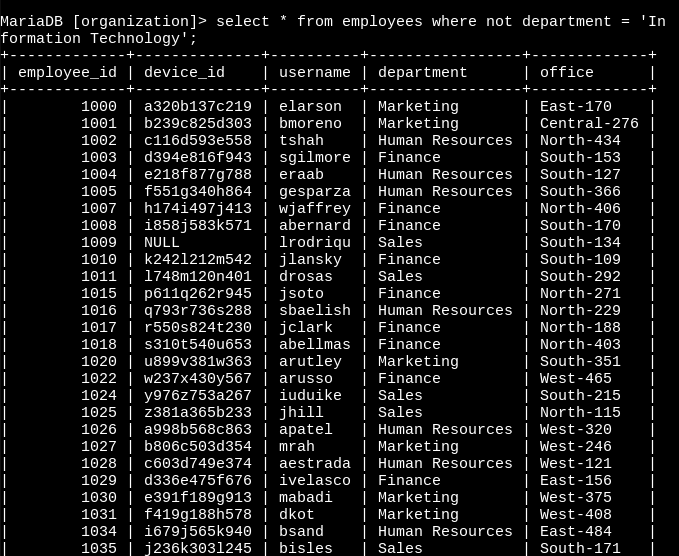 MariaDB [organization]> select * from employees where not department = 'In
formation Technology';
+-------------+--------------+----------+-----------------+-------------+
| employee_id | device_id    | username | department      | office      |
+-------------+--------------+----------+-----------------+-------------+
|        1000 | a320b137c219 | elarson  | Marketing       | East-170    |
|        1001 | b239c825d303 | bmoreno  | Marketing       | Central-276 |
|        1002 | c116d593e558 | tshah    | Human Resources | North-434   |
|        1003 | d394e816f943 | sgilmore | Finance         | South-153   |
|        1004 | e218f877g788 | eraab    | Human Resources | South-127   |
|        1005 | f551g340h864 | gesparza | Human Resources | South-366   |
|        1007 | h174i497j413 | wjaffrey | Finance         | North-406   |
|        1008 | i858j583k571 | abernard | Finance         | South-170   |
|        1009 | NULL         | lrodriqu | Sales           | South-134   |
|        1010 | k242l212m542 | jlansky  | Finance         | South-109   |
|        1011 | l748m120n401 | drosas   | Sales           | South-292   |
|        1015 | p611q262r945 | jsoto    | Finance         | North-271   |
|        1016 | q793r736s288 | sbaelish | Human Resources | North-229   |
|        1017 | r550s824t230 | jclark   | Finance         | North-188   |
|        1018 | s310t540u653 | abellmas | Finance         | North-403   |
|        1020 | u899v381w363 | arutley  | Marketing       | South-351   |
|        1022 | w237x430y567 | arusso   | Finance         | West-465    |
|        1024 | y976z753a267 | iuduike  | Sales           | South-215   |
|        1025 | z381a365b233 | jhill    | Sales           | North-115   |
|        1026 | a998b568c863 | apatel   | Human Resources | West-320    |
|        1027 | b806c503d354 | mrah     | Marketing       | West-246    |
|        1028 | c603d749e374 | aestrada | Human Resources | West-121    |
|        1029 | d336e475f676 | ivelasco | Finance         | East-156    |
|        1030 | e391f189g913 | mabadi   | Marketing       | West-375    |
|        1031 | f419g188h578 | dkot     | Marketing       | West-408    |
|        1034 | i679j565k940 | bsand    | Human Resources | East-484    |
|        1035 | j236k303l245 | bisles   | Sales           | South-171   |